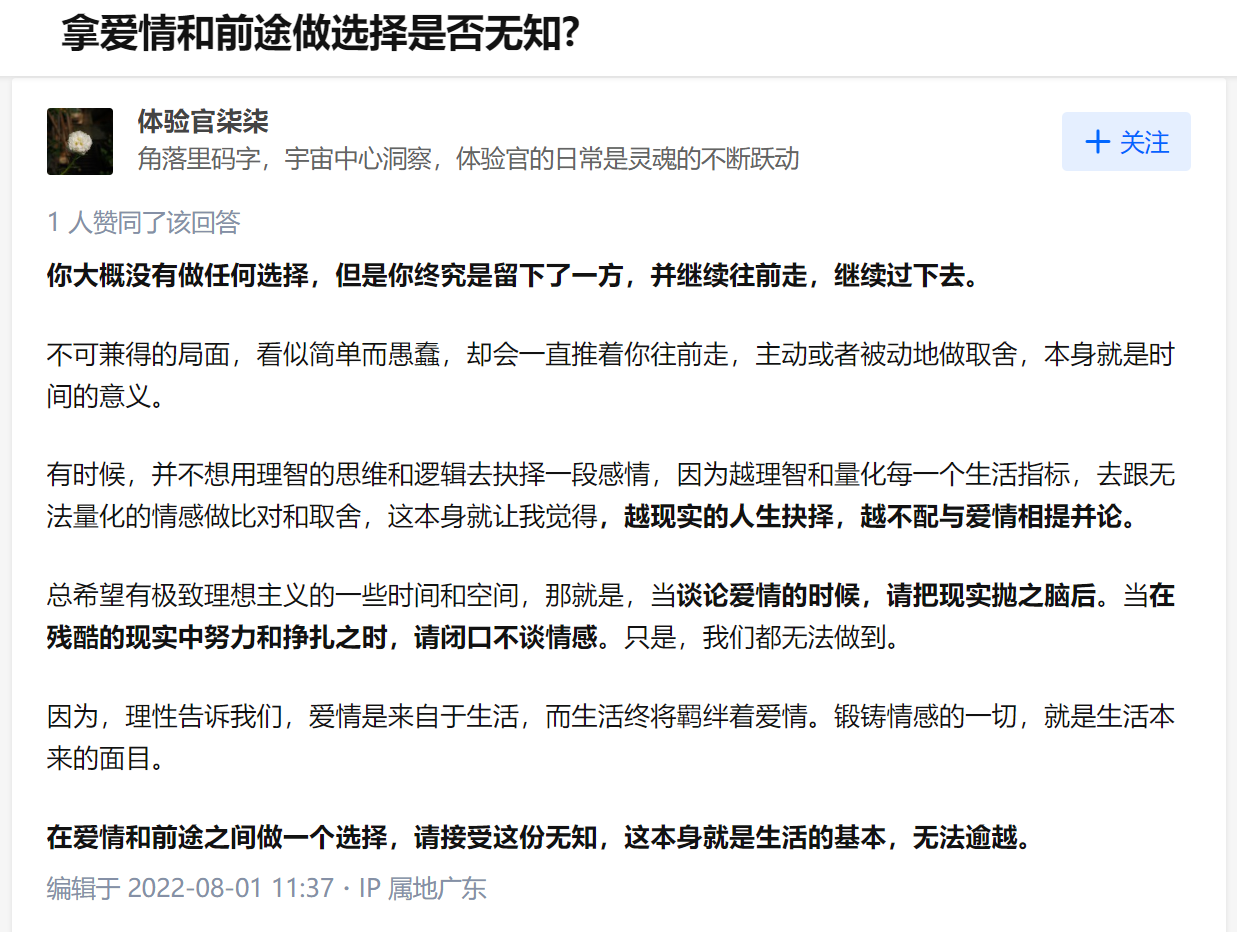 拿爱情和前途做选择是否无知?
体验官柒柒
角落里码字，宇宙中心洞察，体验官的日常是灵魂的不断跃动
+ 关注
1 人赞同了该回答
你大概没有做任何选择，但是你终究是留下了一方，并继续往前走，继续过下去。
不可兼得的局面，看似简单而愚蠢，却会一直推着你往前走，主动或者被动地做取舍，本身就是时
间的意义。
有时候，并不想用理智的思维和逻辑去抉择一段感情，因为越理智和量化每一个生活指标，去跟无
法量化的情感做比对和取舍，这本身就让我觉得，越现实的人生抉择，越不配与爱情相提并论。
总希望有极致理想主义的一些时间和空间，那就是，当谈论爱情的时候，请把现实抛之脑后。当在
残酷的现实中努力和挣扎之时，请闭口不谈情感。只是，我们都无法做到。
因为，理性告诉我们，爱情是来自于生活，而生活终将羁绊着爱情。锻铸情感的一切，就是生活本
来的面目。
在爱情和前途之间做一个选择，请接受这份无知，这本身就是生活的基本，无法逾越。
编辑于 2022-08-01 11:37 · IP 属地广东